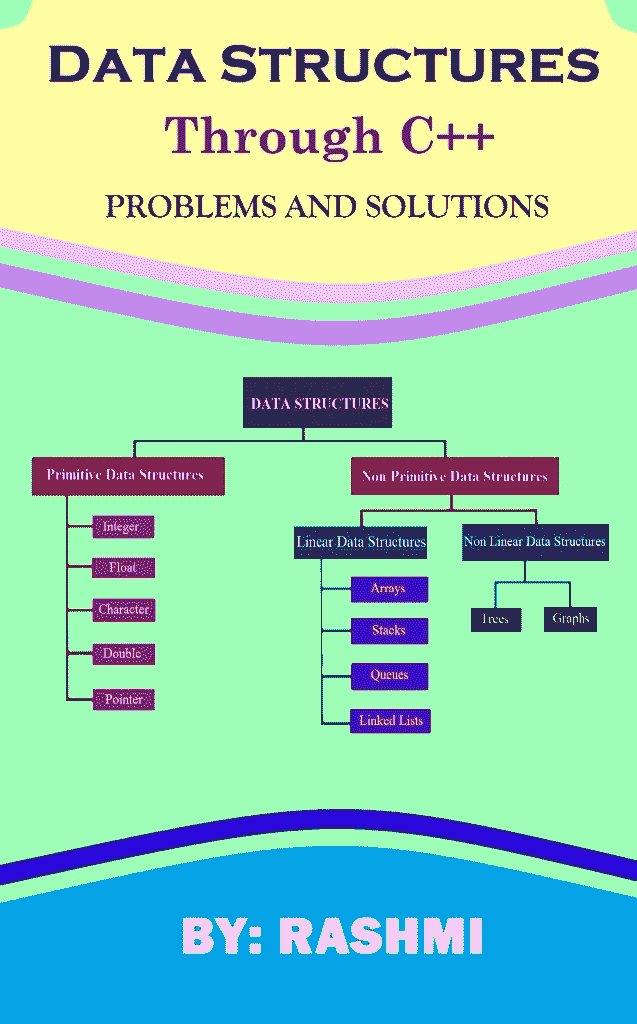 DATA STRUCTURES
Through C++
PROBLEMS AND SOLUTIONS
DATA STRUCTURES
Primitive Data Structures
Non Primitive Data Structures
Integer
Float
Character
Double
Pointer
Linear Data Structures
Non Linear Data Structures
Arrays
Stacks
Queues
Linked Lists
Trees
Graphs
BY: RASHMI